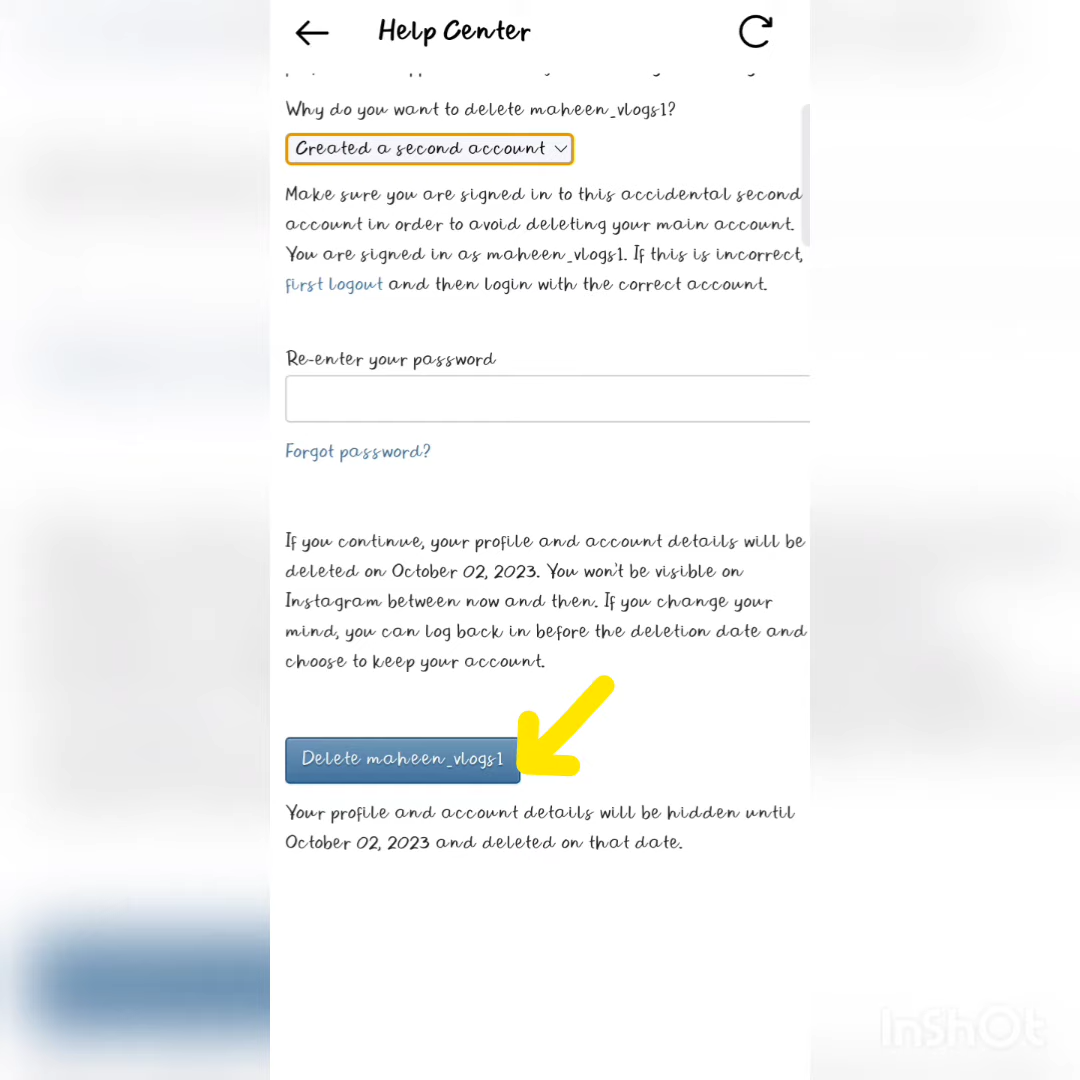 Help Center
Why do you want to delete maheen_vlogs1?
Created a second account
Make sure you are signed in to this accidental second
account in order to avoid deleting your main account.
You are signed in as maheen_vlogs1. If this is incorrect,
first logout and then login with the correct account.
Re-enter your password
Forgot password?
If you continue, your profile and account details will be
deleted on October 02, 2023. You won't be visible on
Instagram between now and then. If you change your
mind, you can log back in before the deletion date and
choose to keep your account.
Delete maheen_vlogs1
Your profile and account details will be hidden until
October 02, 2023 and deleted on that date.
InShOt